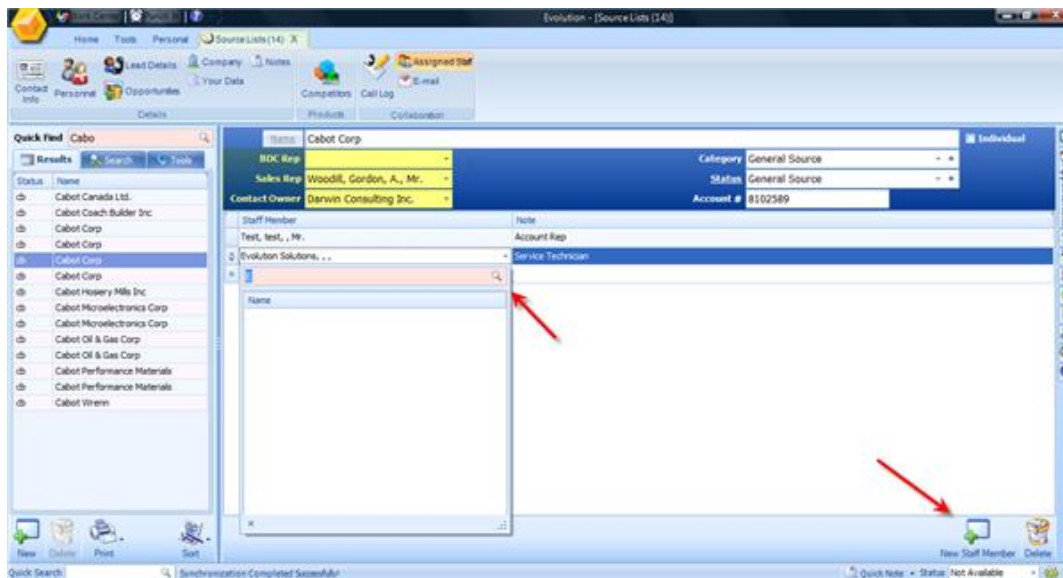 Punch In
Evolution - [Source Lists (14)]
Home Tools Personal Source Lists (14) X
Contact Info
Personnel
Lead Details
Opportunities
Company
Notes
Your Data
Details
Competitors
Products
Call Log
Assigned Staff
E-mail
Collaboration
Quick Find Cabo
Results Search Tools
Status Name
Cabot Canada Ltd.
Cabot Coach Builder Inc
Cabot Corp
Cabot Corp
Cabot Corp
Cabot Corp
Cabot Hosiery Mills Inc
Cabot Microelectronics Corp
Cabot Microelectronics Corp
Cabot Oil & Gas Corp
Cabot Oil & Gas Corp
Cabot Performance Materials
Cabot Performance Materials
Cabot Wrenn
Name Cabot Corp Individual
BDC Rep Category General Source
Sales Rep Woodill, Gordon, A., Mr. Status General Source
Contact Owner Darwin Consulting Inc. Account # 8102589
Staff Member Note
Test, test, , Mr. Account Rep
Evolution Solutions, , , Service Technician
Name
New Delete Print Sort
New Staff Member Delete
Quick Search Synchronization Completed Successfully! Quick Note Status Not Available